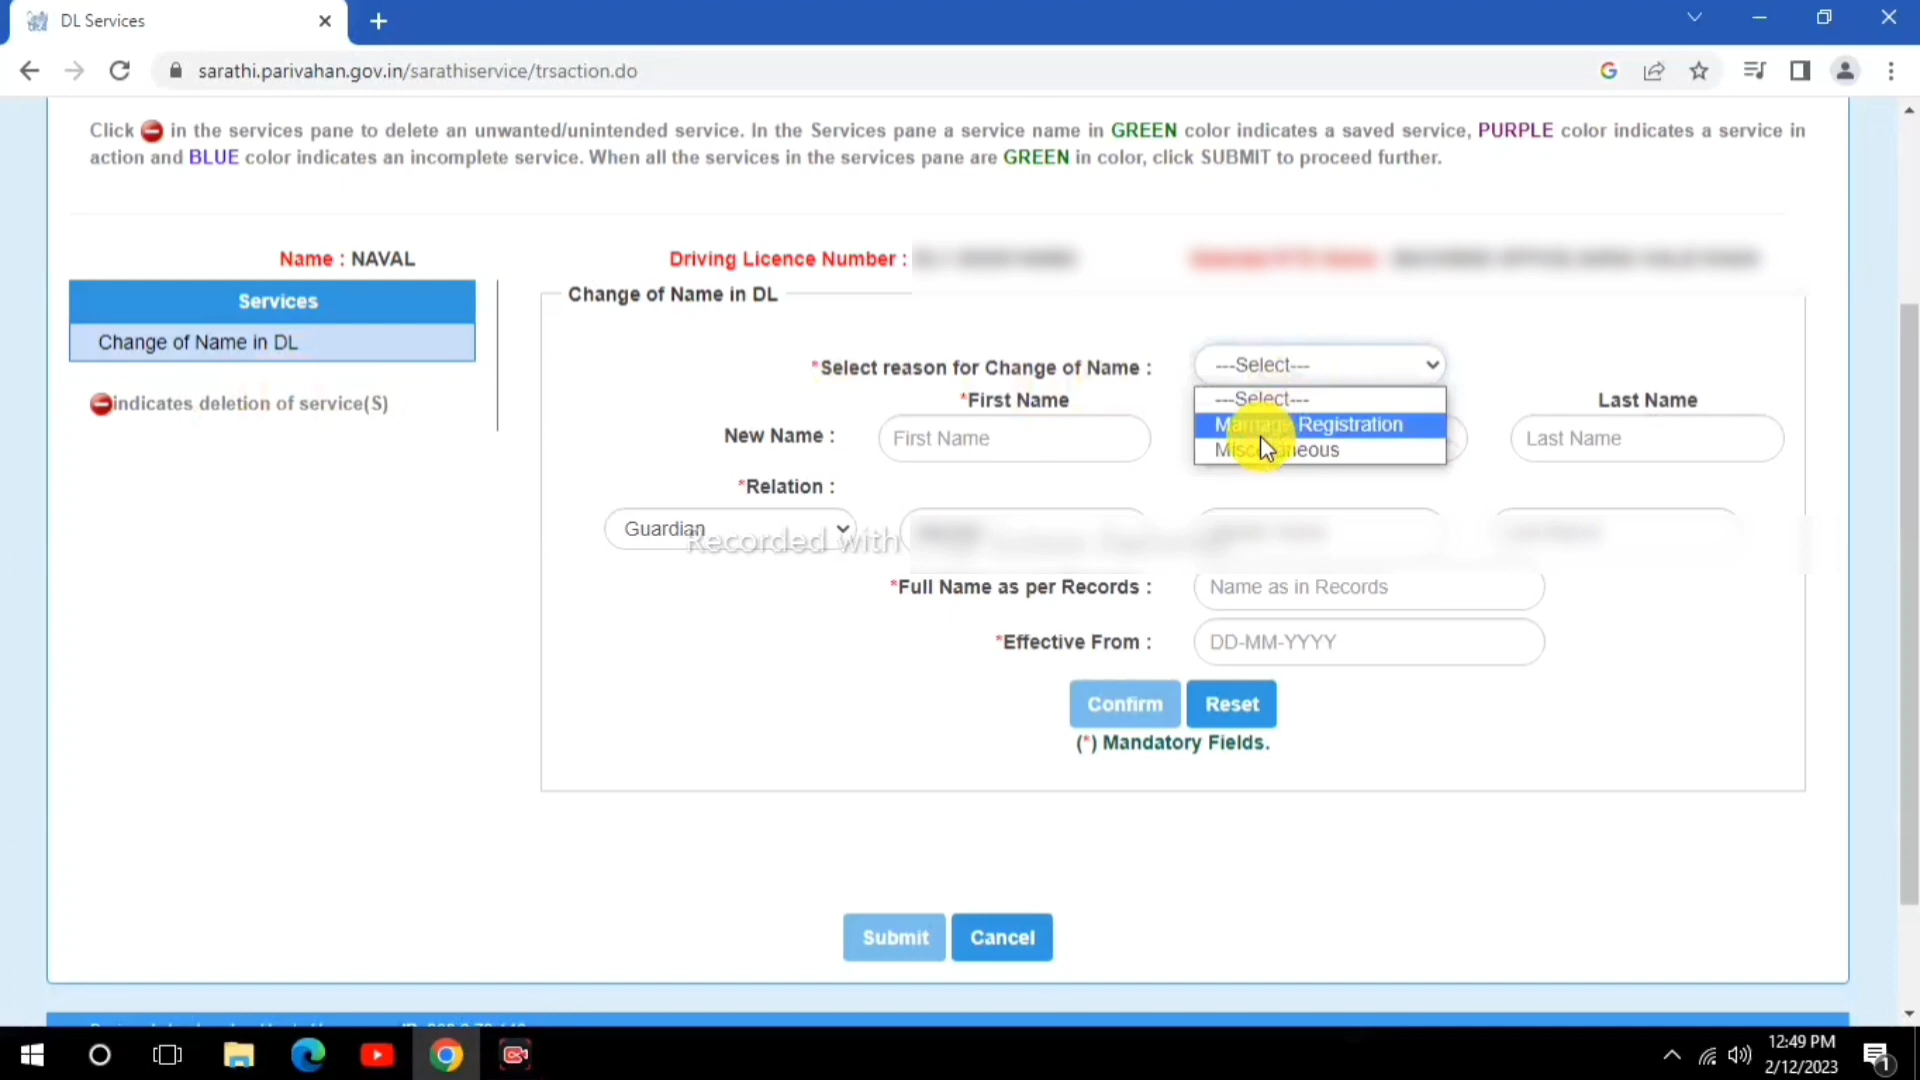 DL Services
sarathi.parivahan.gov.in/sarathiservice/trsaction.do
Click in the services pane to delete an unwanted/unintended service. In the Services pane a service name in GREEN color indicates a saved service, PURPLE color indicates a service in
action and BLUE color indicates an incomplete service. When all the services in the services pane are GREEN in color, click SUBMIT to proceed further.
Name : NAVAL
Driving Licence Number :
Services
Change of Name in DL
indicates deletion of service(S)
Change of Name in DL
*Select reason for Change of Name :
---Select---
---Select---
Marriage Registration
Miscellaneous
*First Name
Last Name
New Name :
First Name
Last Name
*Relation :
Guardian
Recorded with
*Full Name as per Records :
Name as in Records
*Effective From :
DD-MM-YYYY
Confirm
Reset
(*) Mandatory Fields.
Submit
Cancel
12:49 PM
2/12/2023
1